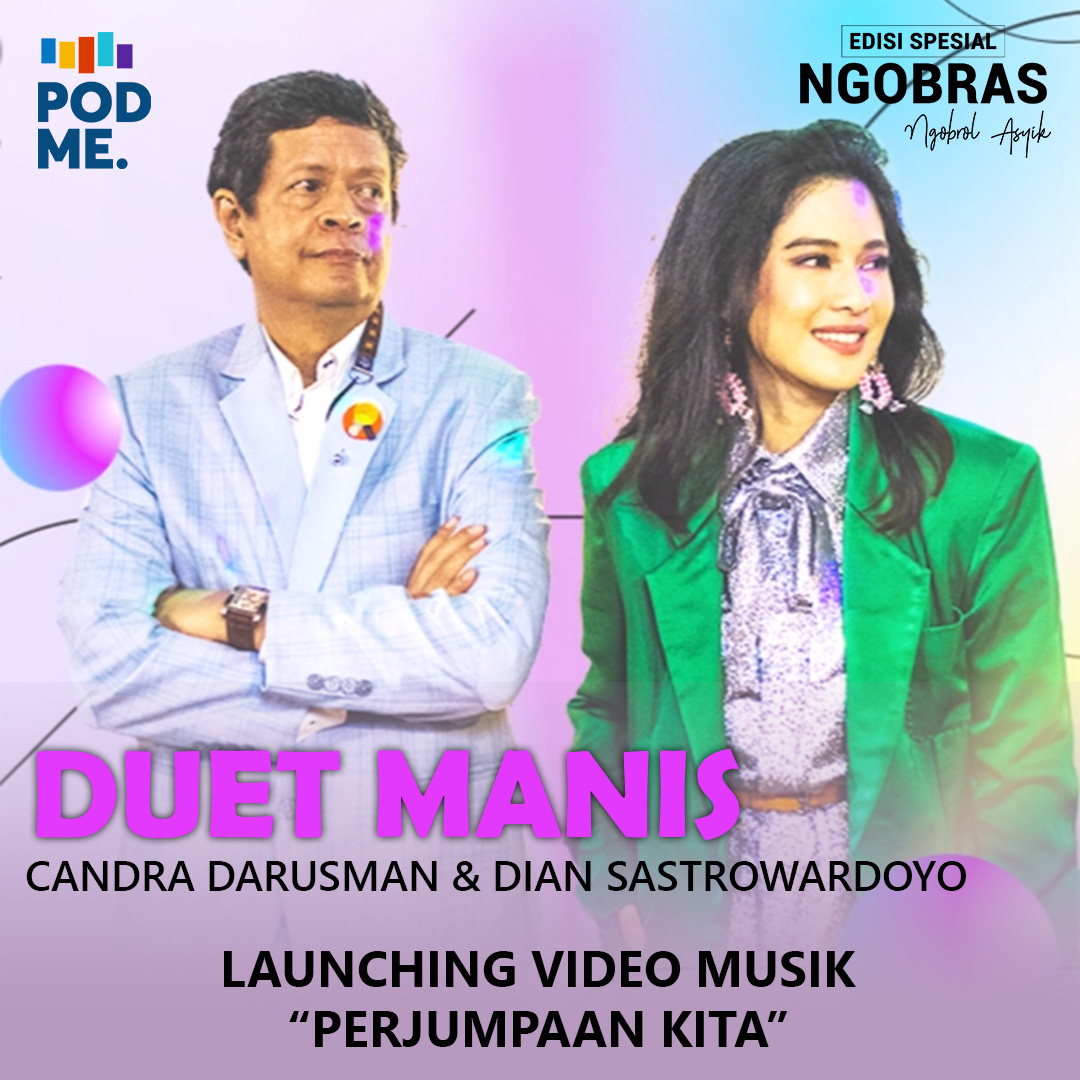 POD
ME.
EDISI SPESIAL
NGOBRAS
Ngobrol Asyik
DUET MANIS
CANDRA DARUSMAN & DIAN SASTROWARDOYO
LAUNCHING VIDEO MUSIK
“PERJUMPAAN KITA”